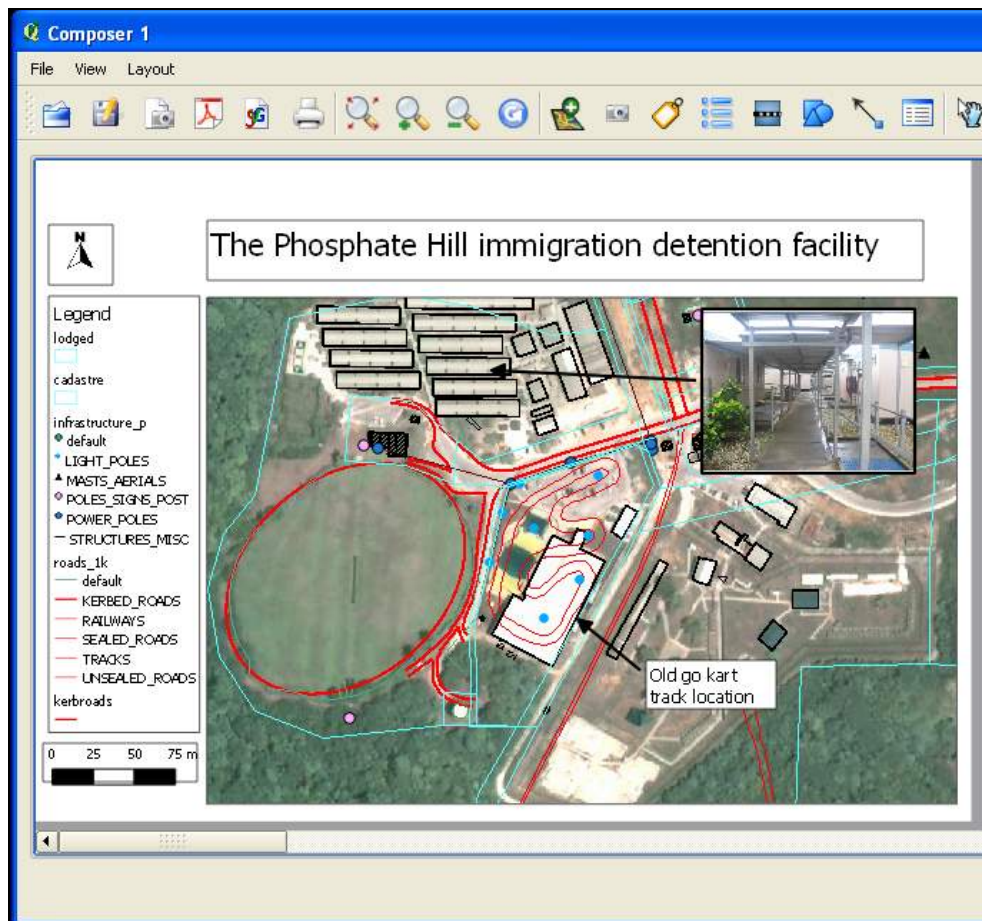 Composer 1
File View Layout
N
The Phosphate Hill immigration detention facility
Legend
lodged
cadastre
infrastructure_p
default
LIGHT_POLES
MASTS_AERIALS
POLES_SIGNS_POST
POWER_POLES
STRUCTURES_MISC
roads_1k
default
KERBED_ROADS
RAILWAYS
SEALED_ROADS
TRACKS
UNSEALED_ROADS
kerbroads
0 25 50 75 m
Old go kart
track location